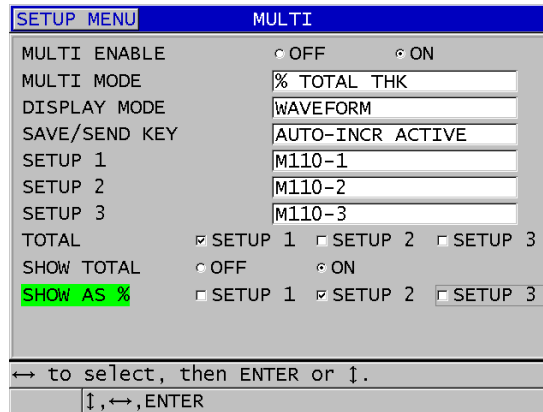 SETUP MENU MULTI
MULTI ENABLE OFF ON
MULTI MODE % TOTAL THK
DISPLAY MODE WAVEFORM
SAVE/SEND KEY AUTO-INCR ACTIVE
SETUP 1 M110-1
SETUP 2 M110-2
SETUP 3 M110-3
TOTAL SETUP 1 SETUP 2 SETUP 3
SHOW TOTAL OFF ON
SHOW AS % SETUP 1 SETUP 2 SETUP 3
↔ to select, then ENTER or ↕.
↕,↔,ENTER